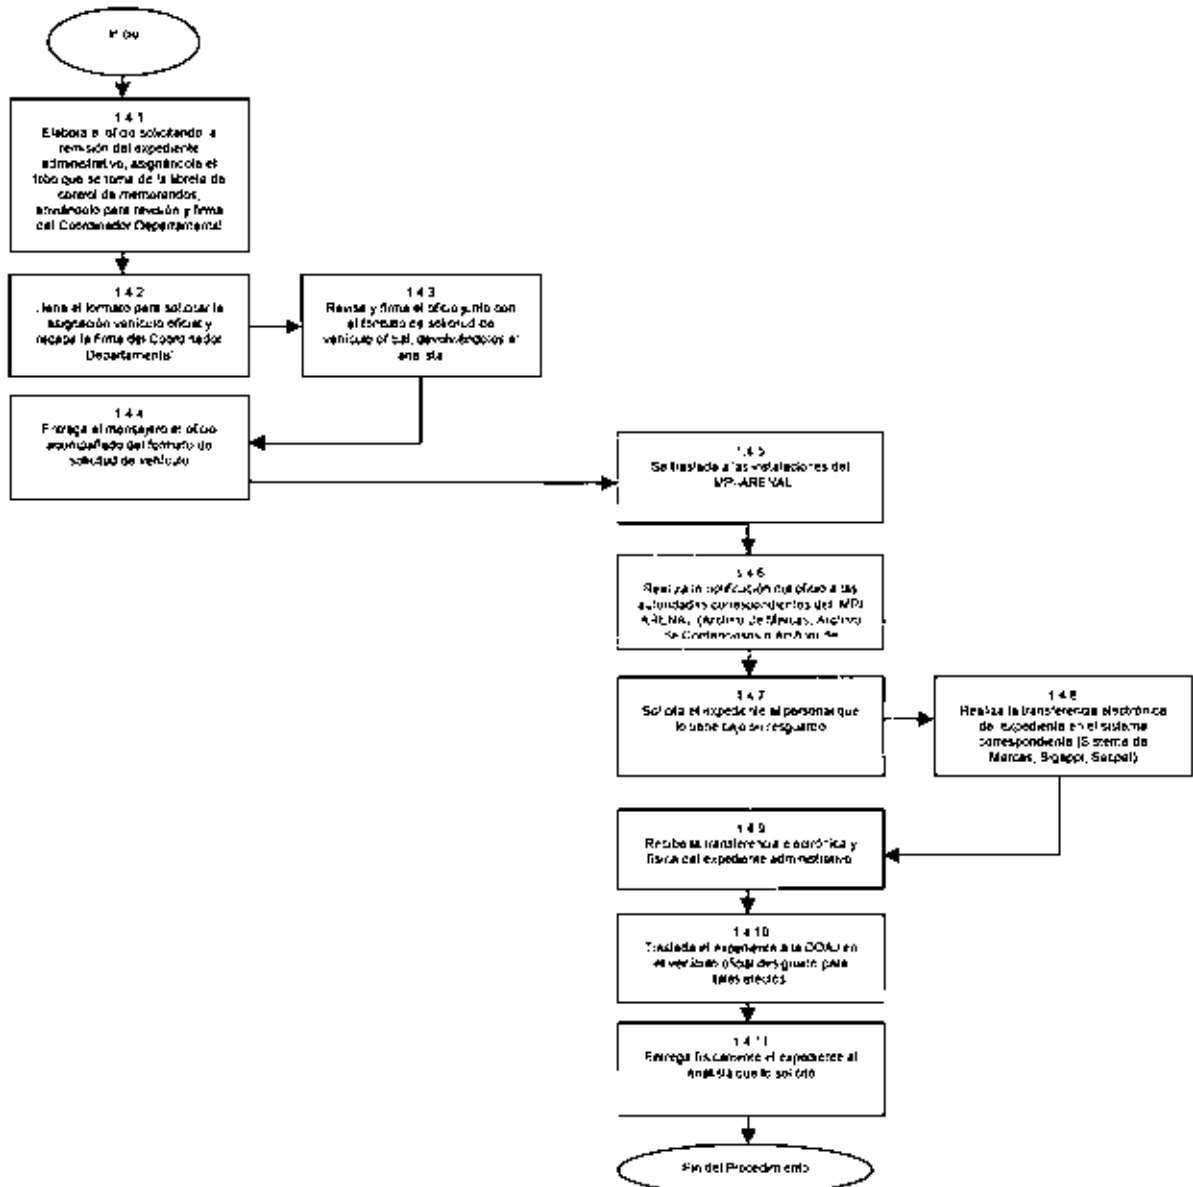 Inicio
1.4.1
Elabora el oficio solicitando la
remisión del expediente
administrativo, asignándole el
folio que se toma de la libreta de
control de memorandos,
enviándolo para revisión y firma
del Coordinador Departamental
1.4.2
Llena el formato para solicitar la
asignación vehículo oficial y
recaba la firma del Coordinador
Departamental
1.4.3
Revisa y firma el oficio junto con
el formato de solicitud de
vehículo oficial, devolviéndolos al
analista
1.4.4
Entrega al mensajero el oficio
acompañado del formato de
solicitud de vehículo
1.4.5
Se traslada a las instalaciones del
IMPI-ARENAL
1.4.6
Realiza la notificación del oficio a las
autoridades correspondientes del IMPI
ARENAL (Archivo de Marcas, Archivo
de Contenciosos o Archivo de
1.4.7
Solicita el expediente al personal que
lo tiene bajo su resguardo
1.4.8
Realiza la transferencia electrónica
del expediente en el sistema
correspondiente (Sistema de
Marcas, Sigappi, Sacpel)
1.4.9
Recibe la transferencia electrónica y
física del expediente administrativo
1.4.10
Traslada el expediente a la en
el vehículo oficial designado para
tales efectos
1.4.11
Entrega físicamente el expediente al
Analista que lo solicitó
Fin del Procedimiento